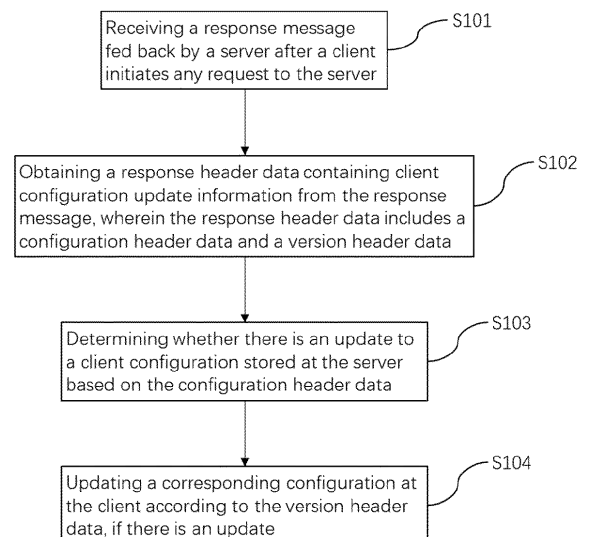 Receiving a response message
fed back by a server after a client
initiates any request to the server
S101
Obtaining a response header data containing client
configuration update information from the response
message, wherein the response header data includes a
configuration header data and a version header data
S102
Determining whether there is an update to
a client configuration stored at the server
based on the configuration header data
S103
Updating a corresponding configuration at
the client according to the version header
data, if there is an update
S104